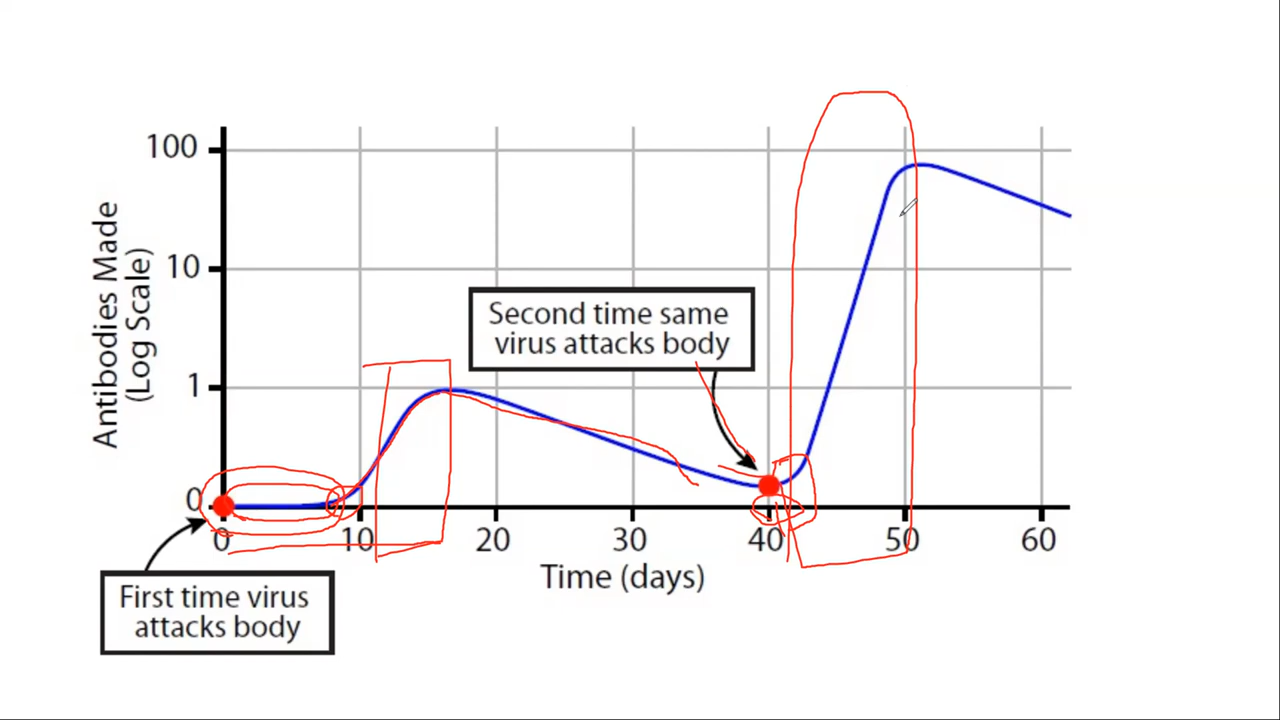 Antibodies Made
(Log Scale)
100
10
1
0
Second time same
virus attacks body
0
10
20
30
40
50
60
Time (days)
First time virus
attacks body